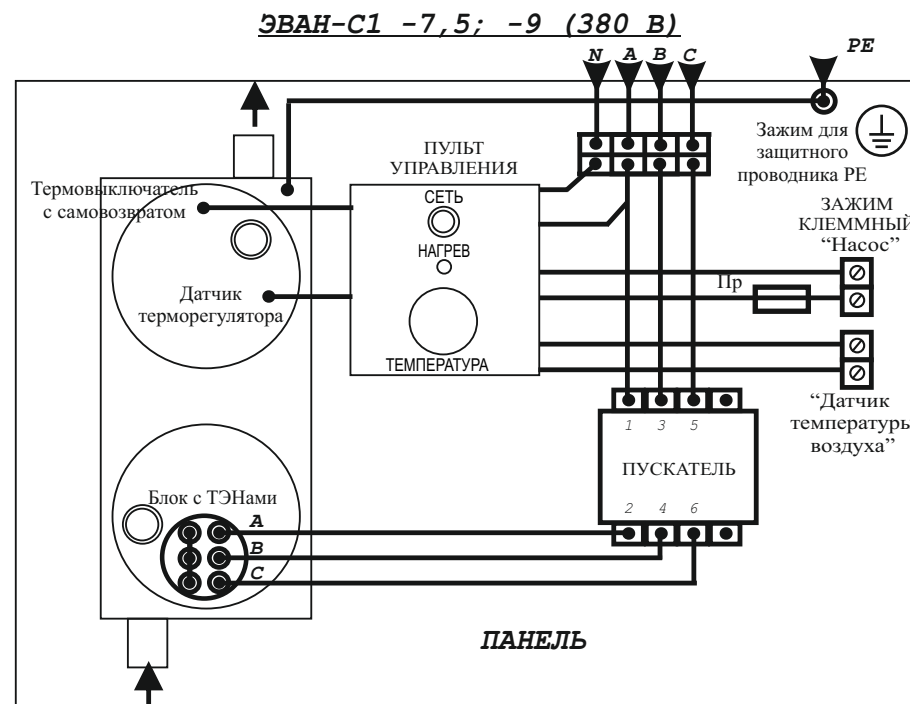 ЭВАН-С1 -7,5; -9 (380 В)
N A B C PE
Зажим для
защитного
проводника PE
ПУЛЬТ
УПРАВЛЕНИЯ
Термовыключатель
с самовозвратом
СЕТЬ
НАГРЕВ
ЗАЖИМ
КЛЕММНЫЙ
“Насос”
Пр
Датчик
терморегулятора
ТЕМПЕРАТУРА
“Датчик
температуры
воздуха”
1 3 5
ПУСКАТЕЛЬ
2 4 6
Блок с ТЭНами
A
B
C
ПАНЕЛЬ